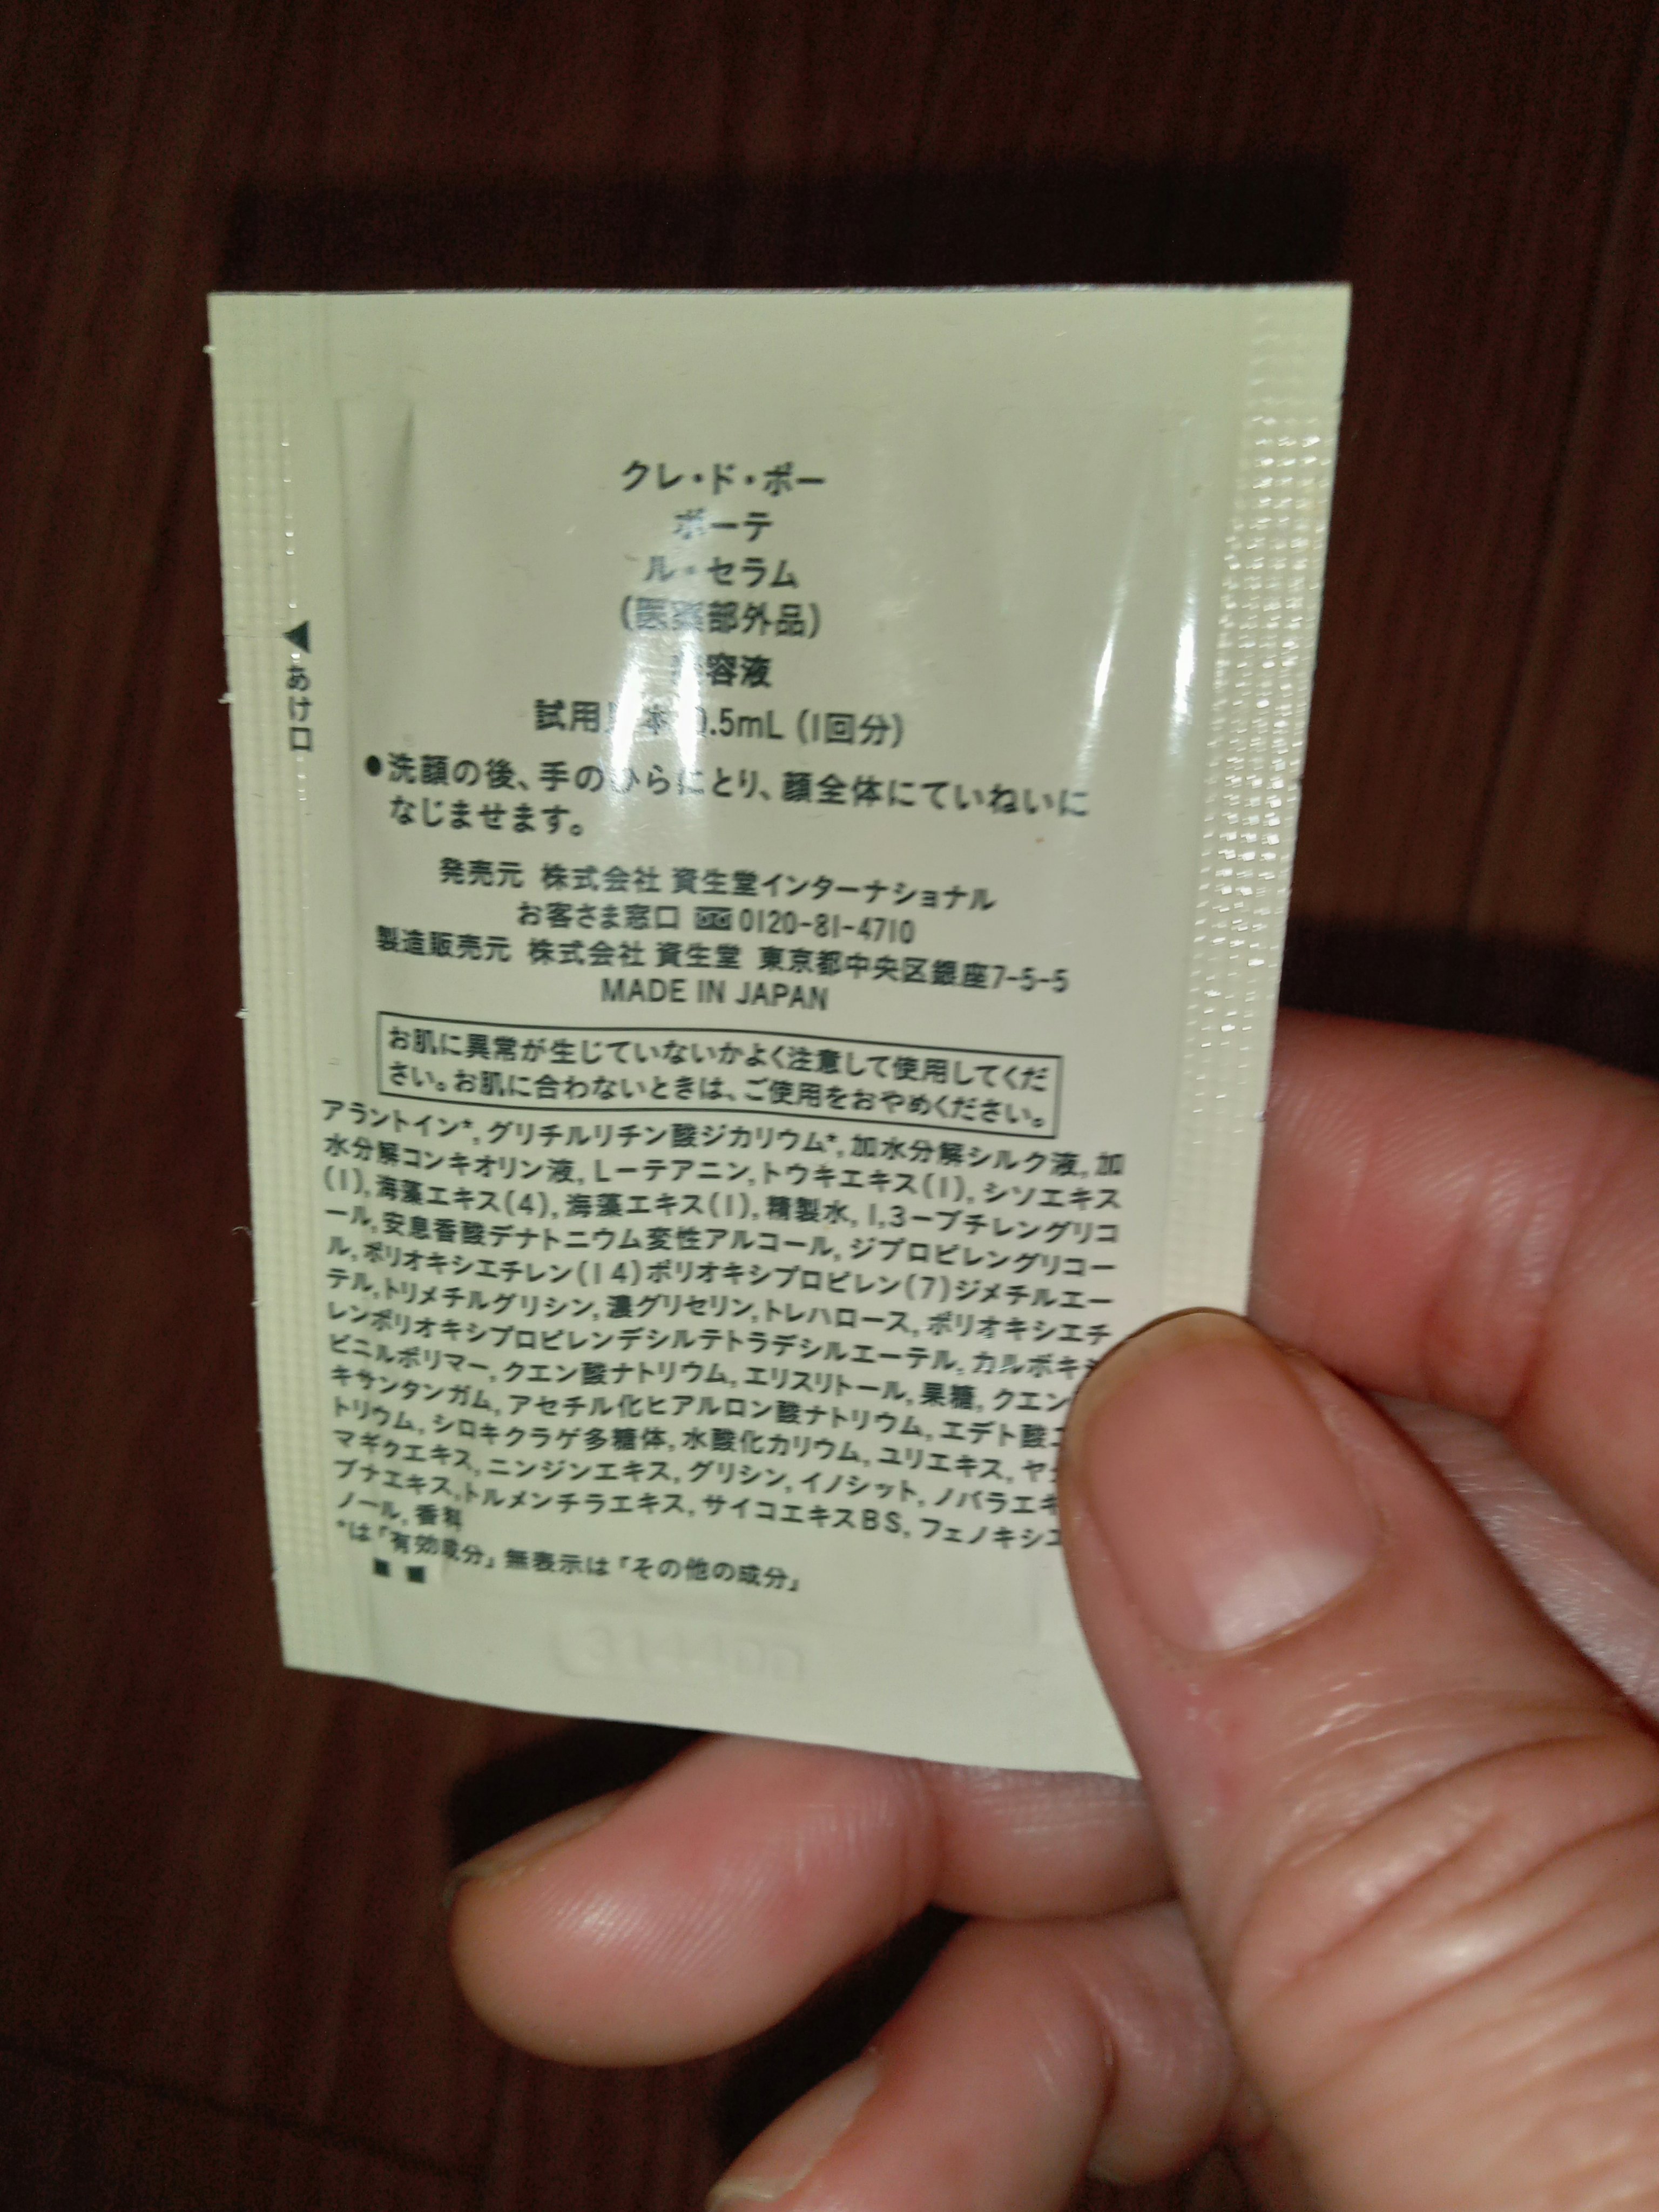 クレ・ド・ポー
ボーテ
ル・セラム
(医薬部外品)
容液
試用見本 0.5mL (1回分)
◀あけ口
●洗顔の後、手のひらにとり、顔全体にていねいに
なじませます。
発売元 株式会社 資生堂インターナショナル
お客さま窓口 0120-81-4710
製造販売元 株式会社 資生堂 東京都中央区銀座7-5-5
MADE IN JAPAN
お肌に異常が生じていないかよく注意して使用してくだ
さい。お肌に合わないときは、ご使用をおやめください。
アラントイン*, グリチルリチン酸ジカリウム*, 加水分解シルク液, 加
水分解コンキオリン液, L-テアニン, トウキエキス(1), シソエキス
(1), 海藻エキス(4), 海藻エキス(1), 精製水, 1,3-ブチレングリコ
ール, 安息香酸デナトニウム変性アルコール, ジプロピレングリコー
ル, ポリオキシエチレン(14)ポリオキシプロピレン(7)ジメチルエー
テル, トリメチルグリシン, 濃グリセリン, トレハロース, ポリオキシエチ
レンポリオキシプロピレンデシルテトラデシルエーテル, カルボキ
ビニルポリマー, クエン酸ナトリウム, エリスリトール, 果糖, クエン
キサンタンガム, アセチル化ヒアルロン酸ナトリウム, エデト酸
トリウム, シロキクラゲ多糖体, 水酸化カリウム, ユリエキス, ヤ
マギクエキス, ニンジンエキス, グリシン, イノシット, ノバラエキ
ブナエキス, トルメンチラエキス, サイコエキスBS, フェノキシエ
ノール, 香料
*は「有効成分」無表示は「その他の成分」